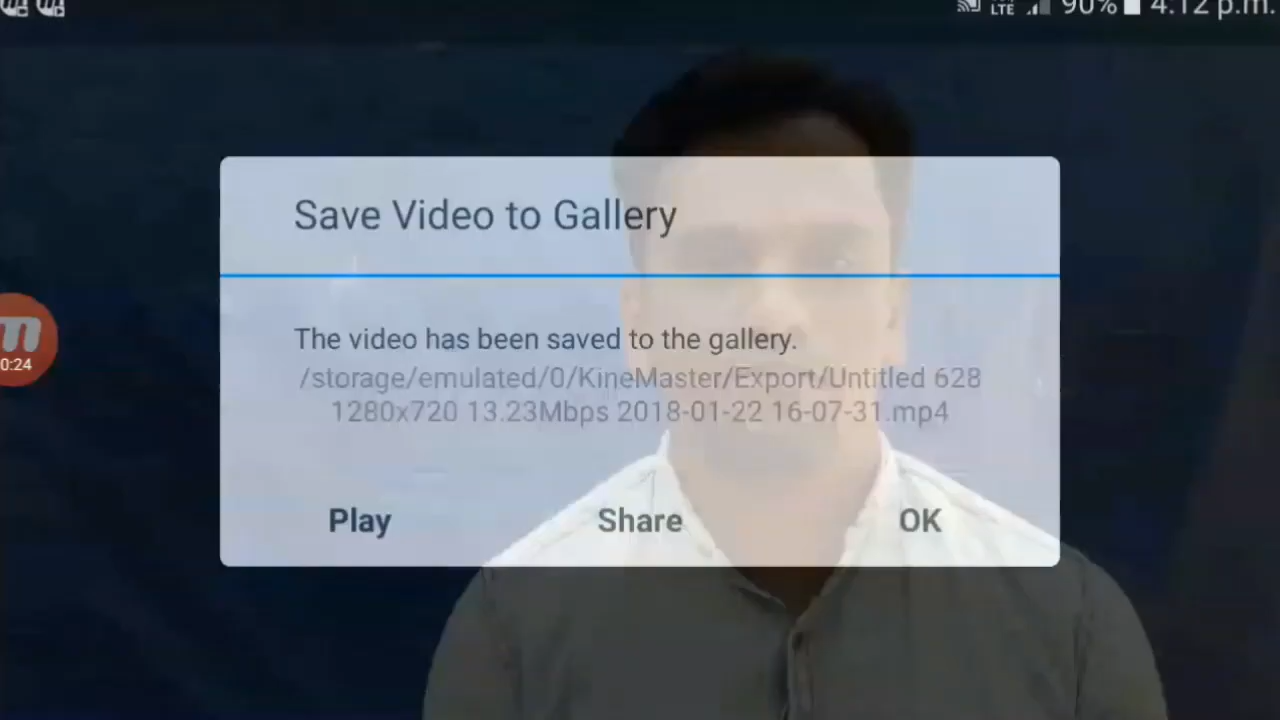 LTE 90% 4:12 p.m.
Save Video to Gallery
The video has been saved to the gallery.
/storage/emulated/0/KineMaster/Export/Untitled 628
1280x720 13.23Mbps 2018-01-22 16-07-31.mp4
m
0:24
Play Share OK